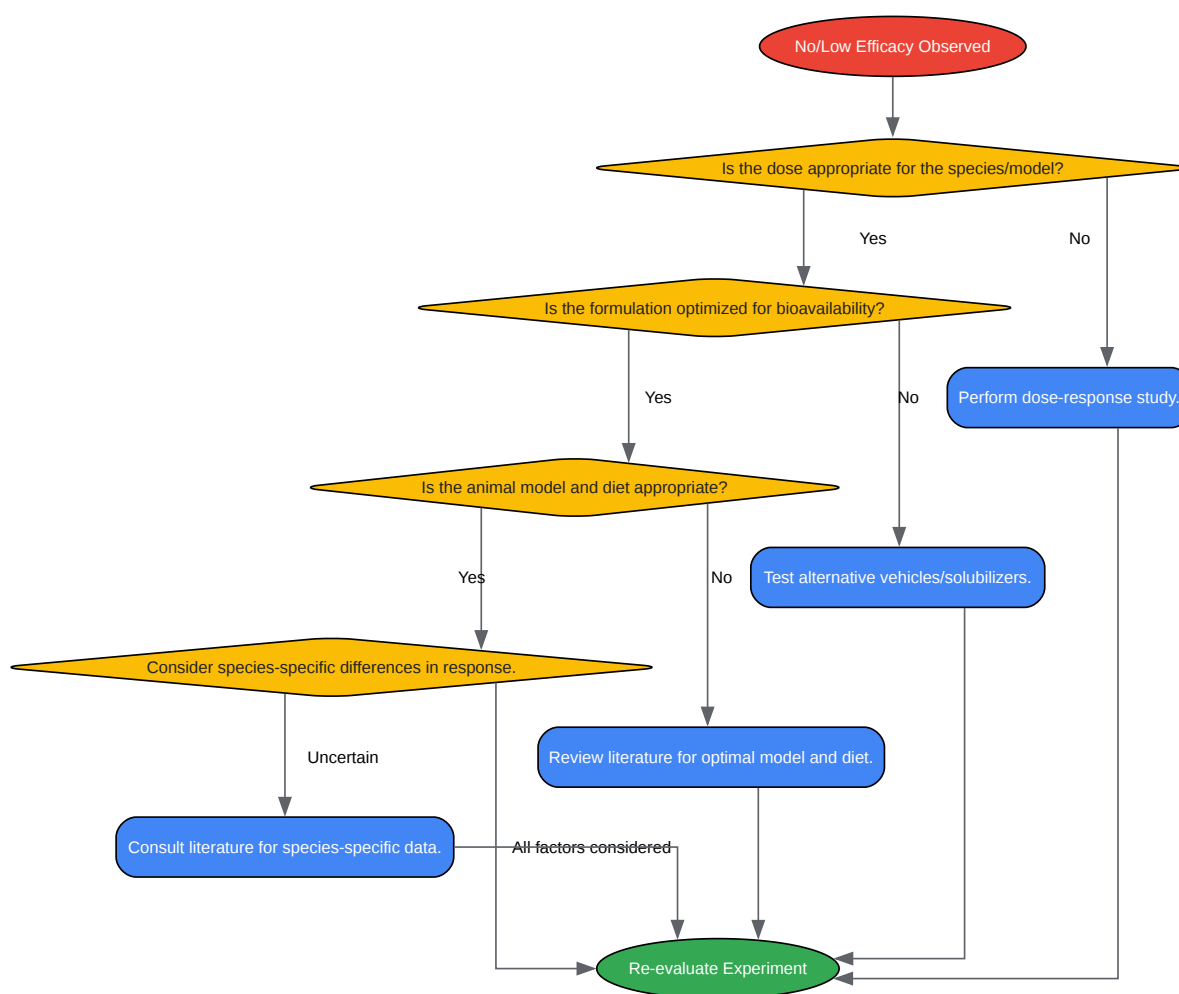 No/Low Efficacy Observed
Is the dose appropriate for the species/model?
Yes
No
Is the formulation optimized for bioavailability?
Yes
No
Perform dose-response study.
Is the animal model and diet appropriate?
Yes
No
Test alternative vehicles/solubilizers.
Consider species-specific differences in response.
Uncertain
Review literature for optimal model and diet.
Consult literature for species-specific data.
All factors considered
Re-evaluate Experiment